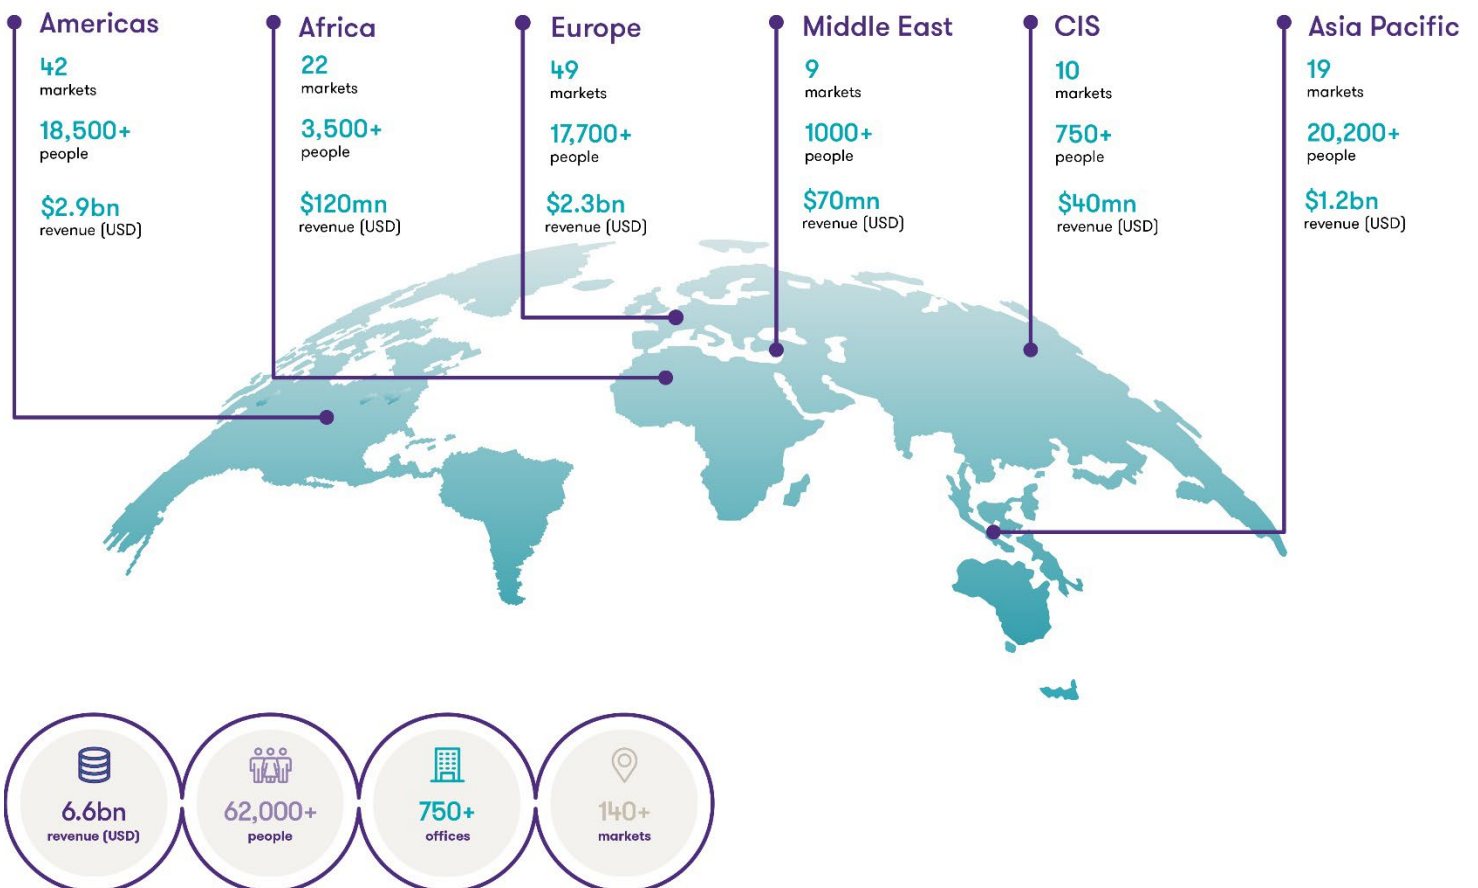 Americas
42
markets
18,500+
people
$2.9bn
revenue (USD)
Africa
22
markets
3,500+
people
$120mn
revenue (USD)
Europe
49
markets
17,700+
people
$2.3bn
revenue (USD)
Middle East
9
markets
1000+
people
$70mn
revenue (USD)
CIS
10
markets
750+
people
$40mn
revenue (USD)
Asia Pacific
19
markets
20,200+
people
$1.2bn
revenue (USD)
6.6bn
revenue (USD)
62,000+
people
750+
offices
140+
markets